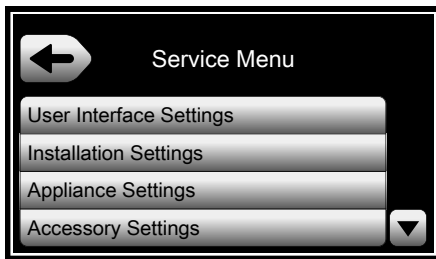 Service Menu
User Interface Settings
Installation Settings
Appliance Settings
Accessory Settings